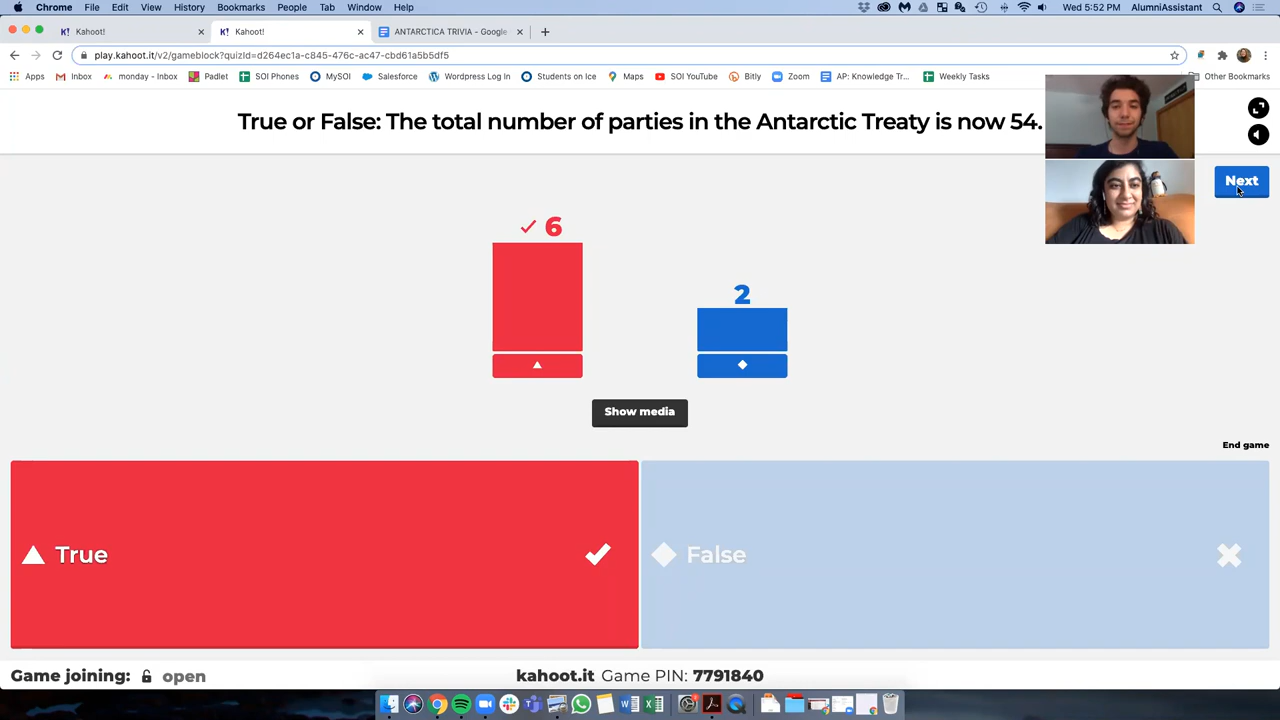 Chrome File Edit View History Bookmarks People Tab Window Help Wed 5:52 PM AlumniAssistant
Kahoot! Kahoot! ANTARCTICA TRIVIA - Google
play.kahoot.it/v2/gameblock?quizId=d264ec1a-c845-476c-ac47-cbd61a5b5df5
Apps Inbox monday - Inbox Padlet SOI Phones MySOI Salesforce Wordpress Log In Students on Ice Maps SOI YouTube Bitly Zoom AP: Knowledge Tr... Weekly Tasks Other Bookmarks
True or False: The total number of parties in the Antarctic Treaty is now 54.
Next
6
2
Show media
End game
True
False
Game joining: open kahoot.it Game PIN: 7791840